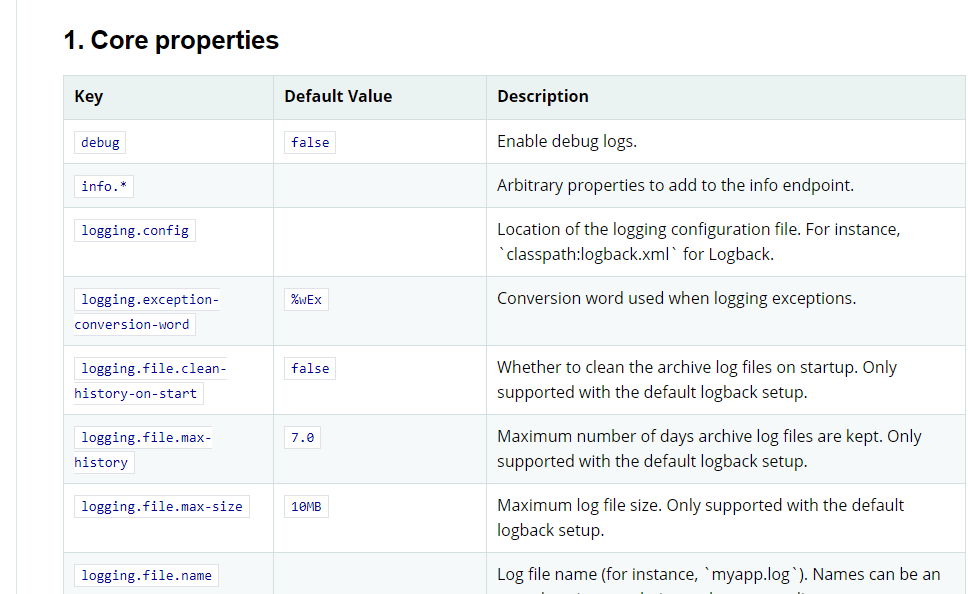 1. Core properties
Key Default Value Description
debug false Enable debug logs.
info.* Arbitrary properties to add to the info endpoint.
logging.config Location of the logging configuration file. For instance,
`classpath:logback.xml` for Logback.
logging.exception- %wEx Conversion word used when logging exceptions.
conversion-word
logging.file.clean- false Whether to clean the archive log files on startup. Only
history-on-start supported with the default logback setup.
logging.file.max- 7.0 Maximum number of days archive log files are kept. Only
history supported with the default logback setup.
logging.file.max-size 10MB Maximum log file size. Only supported with the default
logback setup.
logging.file.name Log file name (for instance, `myapp.log`). Names can be an